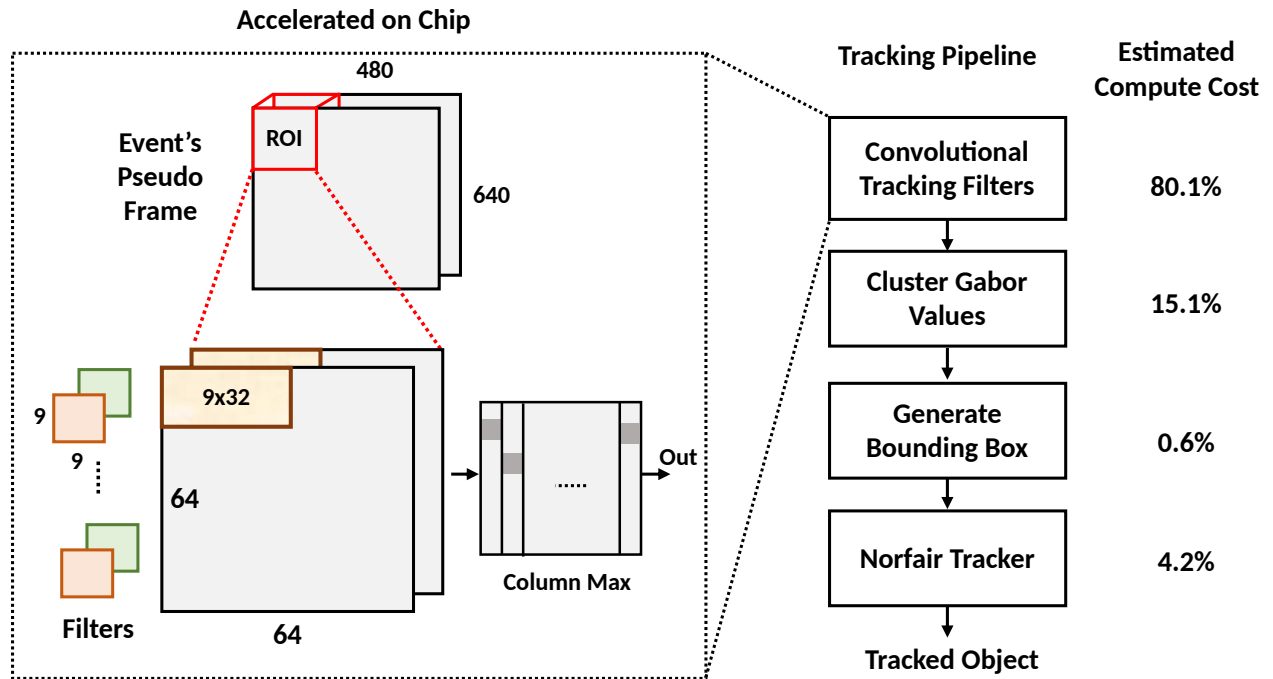 Accelerated on Chip
480
Event's
Pseudo
Frame
ROI
640
9x32
9
9
64
Out
Column Max
Filters
64
Tracking Pipeline
Estimated
Compute Cost
Convolutional
Tracking Filters
80.1%
Cluster Gabor
Values
15.1%
Generate
Bounding Box
0.6%
Norfair Tracker
4.2%
Tracked Object